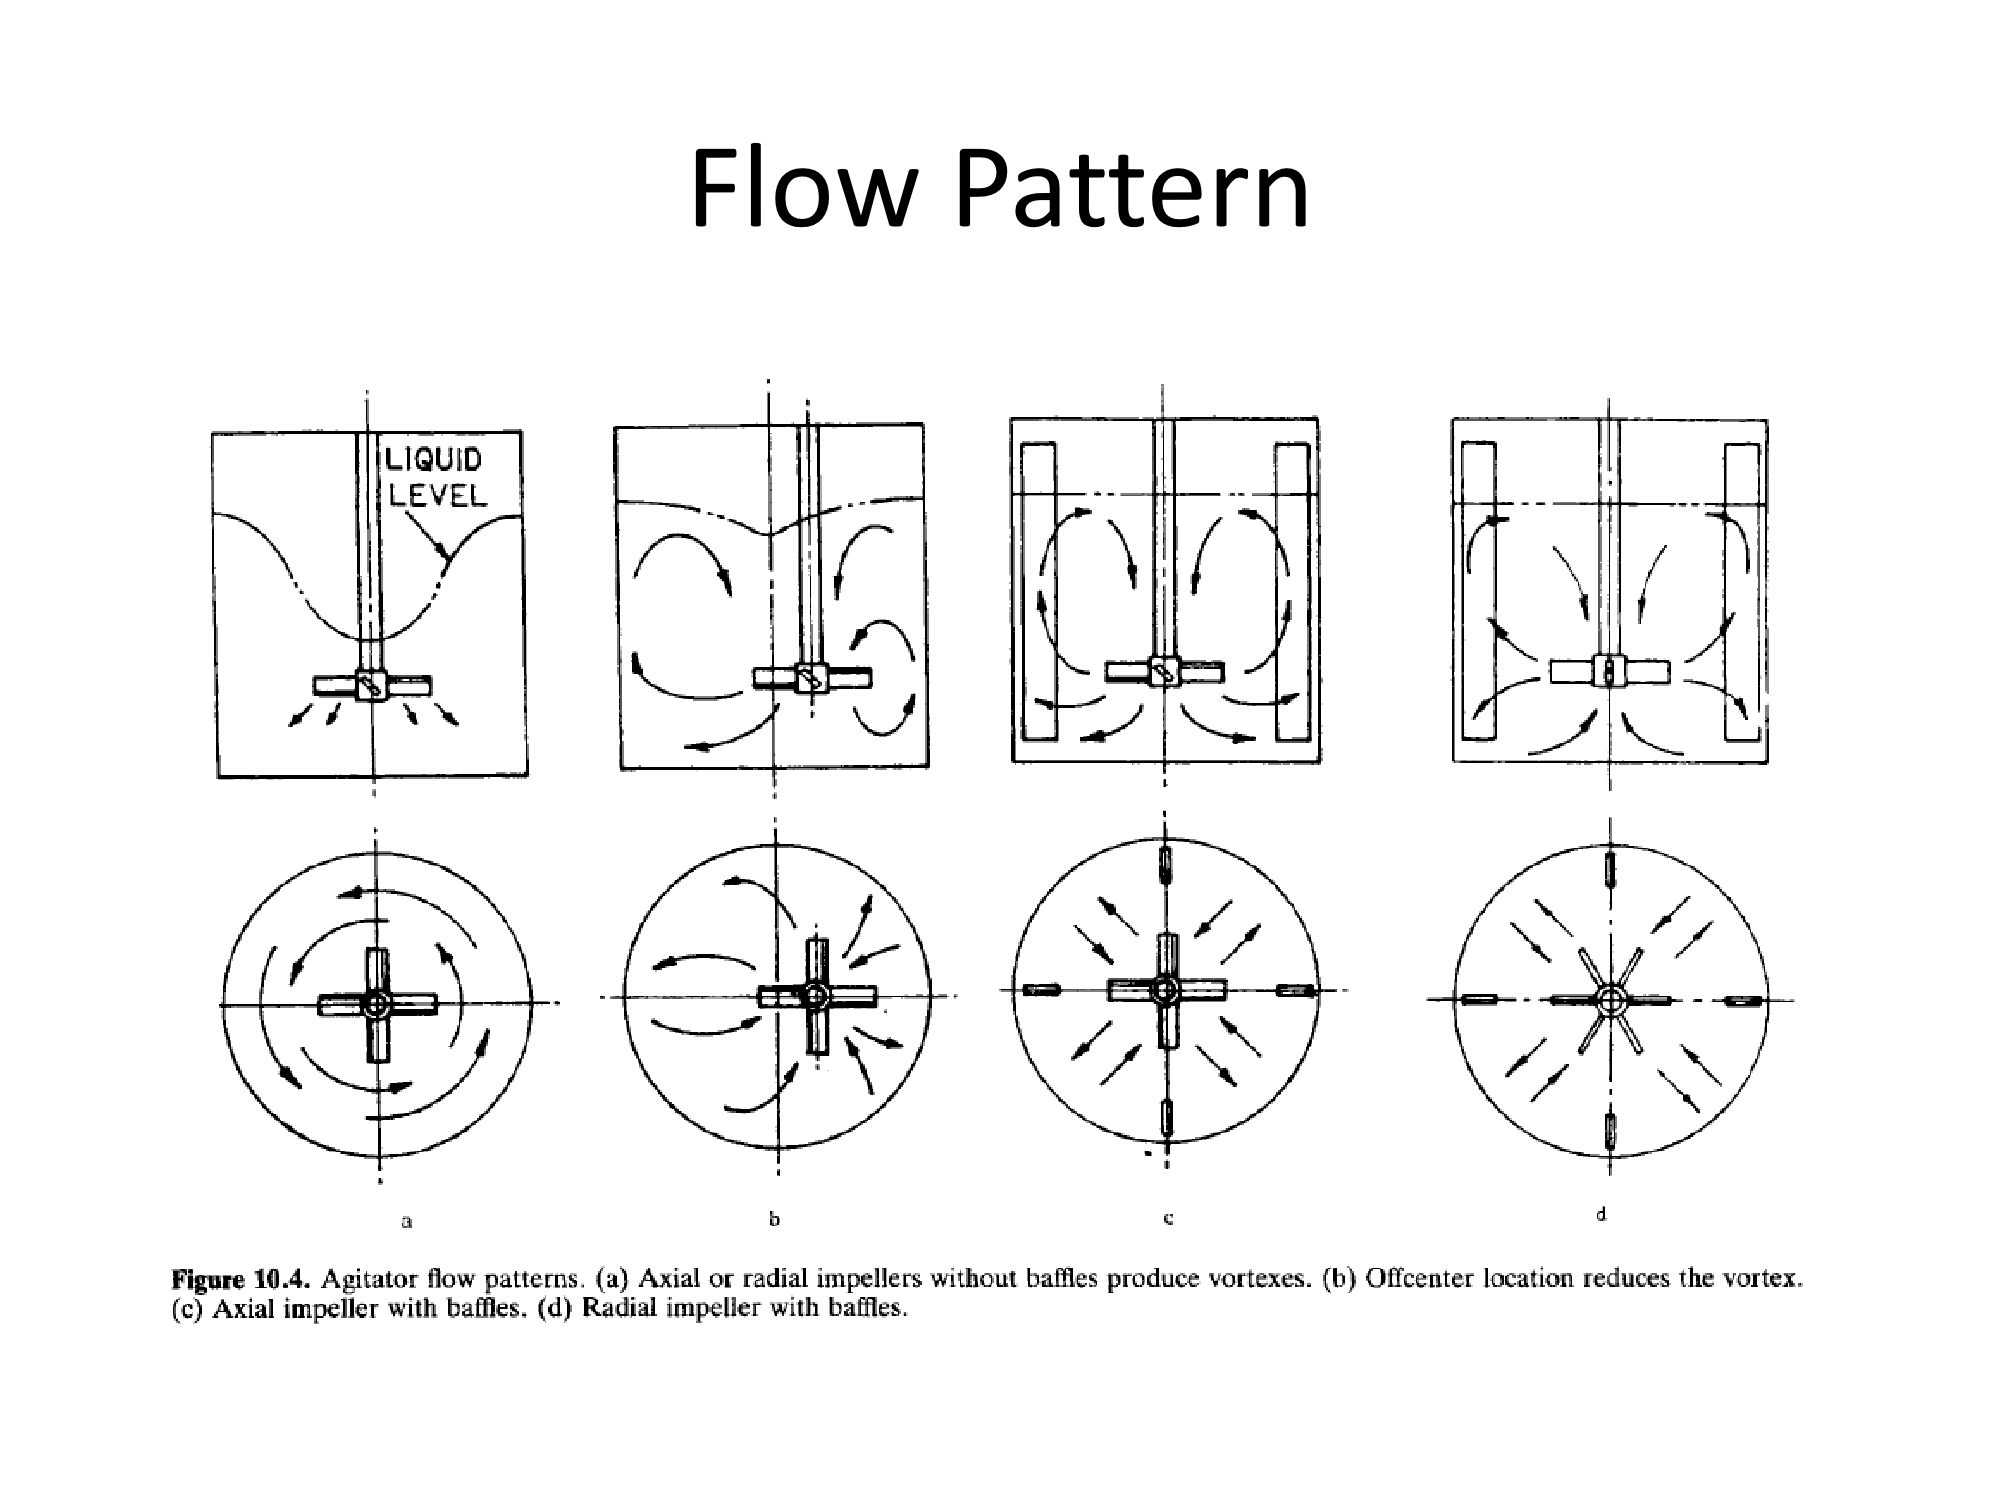 Flow Pattern
LIQUID
LEVEL
a b c d
Figure 10.4. Agitator flow patterns. (a) Axial or radial impellers without baffles produce vortexes. (b) Offcenter location reduces the vortex.
(c) Axial impeller with baffles. (d) Radial impeller with baffles.